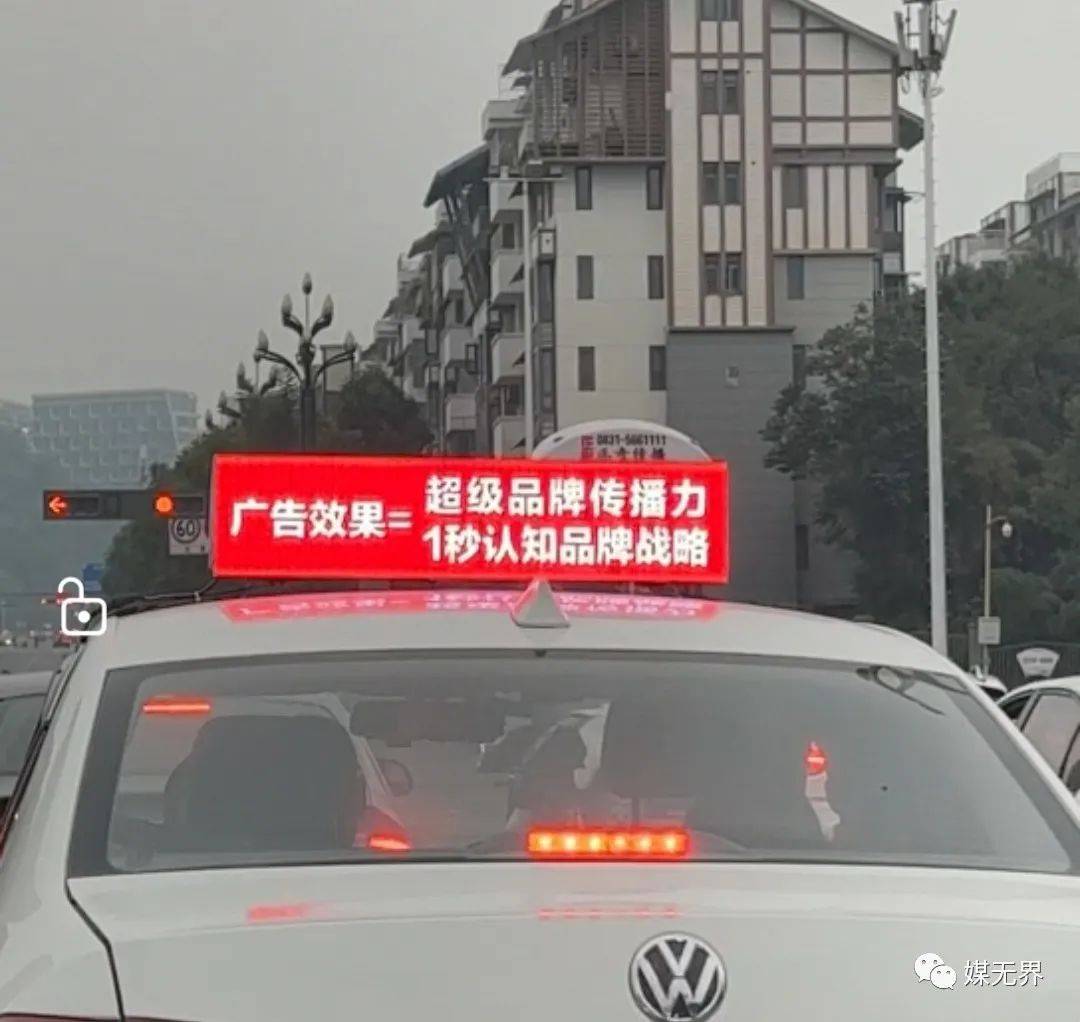 0831-5661111
广告效果=
超级品牌传播力
1秒认知品牌战略
60
媒无界